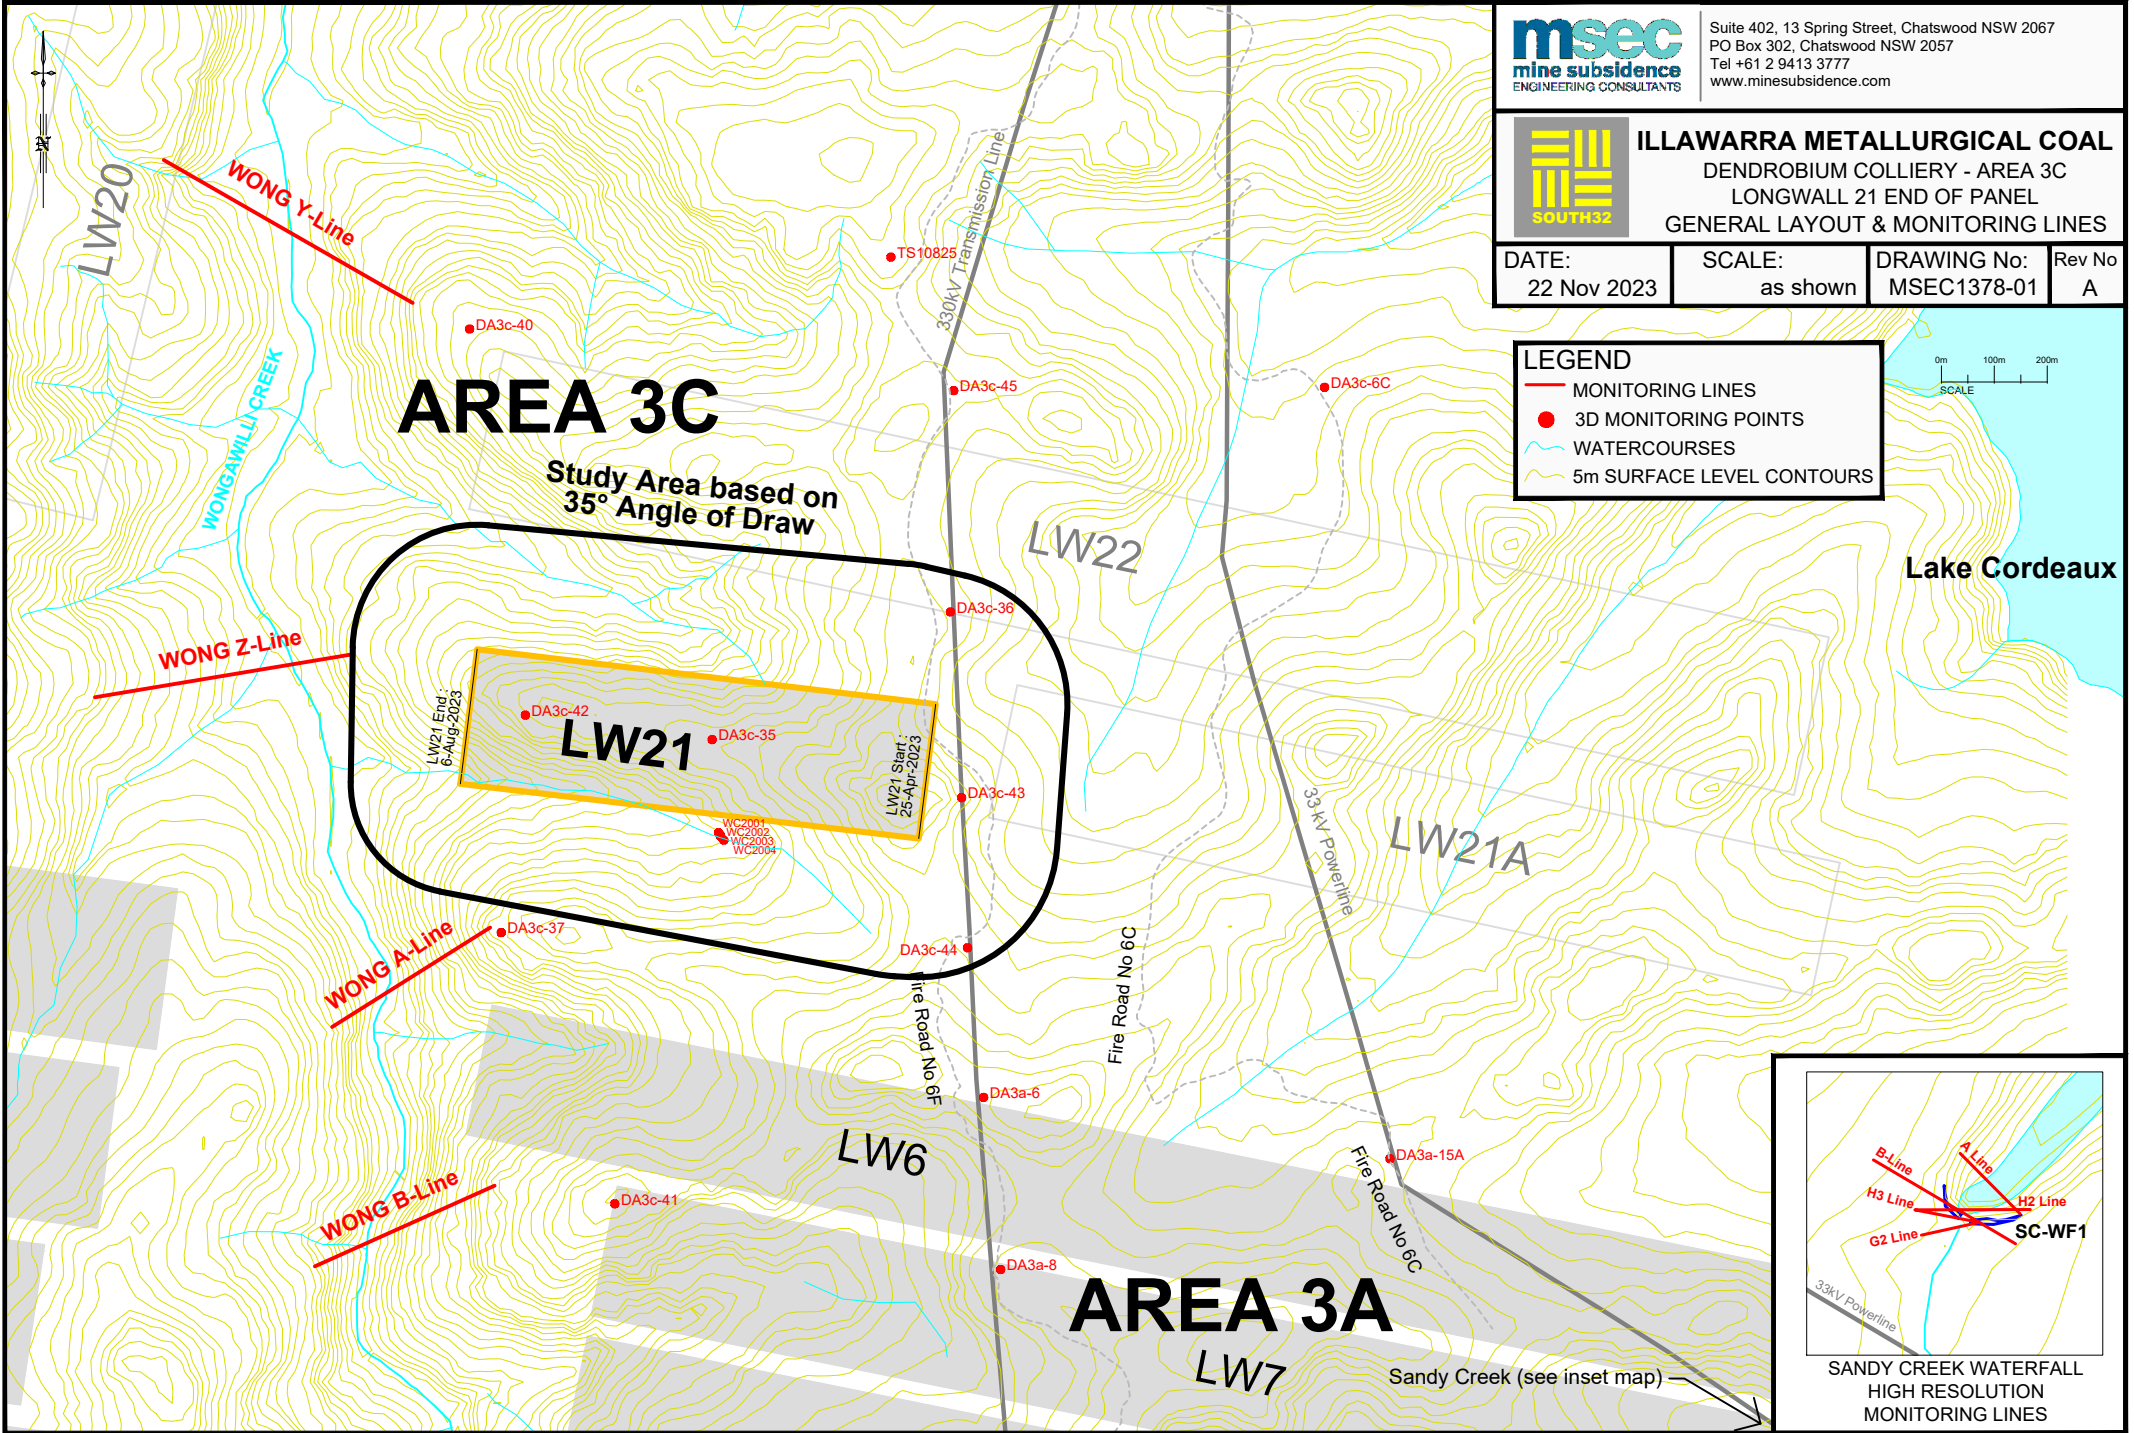 msec
mine subsidence
ENGINEERING CONSULTANTS
Suite 402, 13 Spring Street, Chatswood NSW 2067
PO Box 302, Chatswood NSW 2057
Tel +61 2 9413 3777
www.minesubsidence.com
SOUTH32
ILLAWARRA METALLURGICAL COAL
DENDROBIUM COLLIERY - AREA 3C
LONGWALL 21 END OF PANEL
GENERAL LAYOUT & MONITORING LINES
DATE:
22 Nov 2023
SCALE:
as shown
DRAWING No:
MSEC1378-01
Rev No
A
LEGEND
MONITORING LINES
3D MONITORING POINTS
WATERCOURSES
5m SURFACE LEVEL CONTOURS
0m 100m 200m
SCALE
N
LW20
WONG Y-Line
TS10825
330kV Transmission Line
DA3c-40
DA3c-45
DA3c-6C
WONGAWILLI CREEK
AREA 3C
Study Area based on
35° Angle of Draw
LW22
Lake Cordeaux
DA3c-36
WONG Z-Line
LW21 End :
6-Aug-2023
DA3c-42
LW21
DA3c-35
LW21 Start :
25-Apr-2023
DA3c-43
33 kV Powerline
LW21A
WC2001
WC2002
WC2003
WC2004
WONG A-Line
DA3c-37
DA3c-44
Fire Road No 6F
Fire Road No 6C
DA3a-6
LW6
DA3a-15A
Fire Road No 6C
WONG B-Line
DA3c-41
DA3a-8
AREA 3A
LW7
Sandy Creek (see inset map)
B-Line
A Line
H3 Line
H2 Line
G2 Line
SC-WF1
33kV Powerline
SANDY CREEK WATERFALL
HIGH RESOLUTION
MONITORING LINES